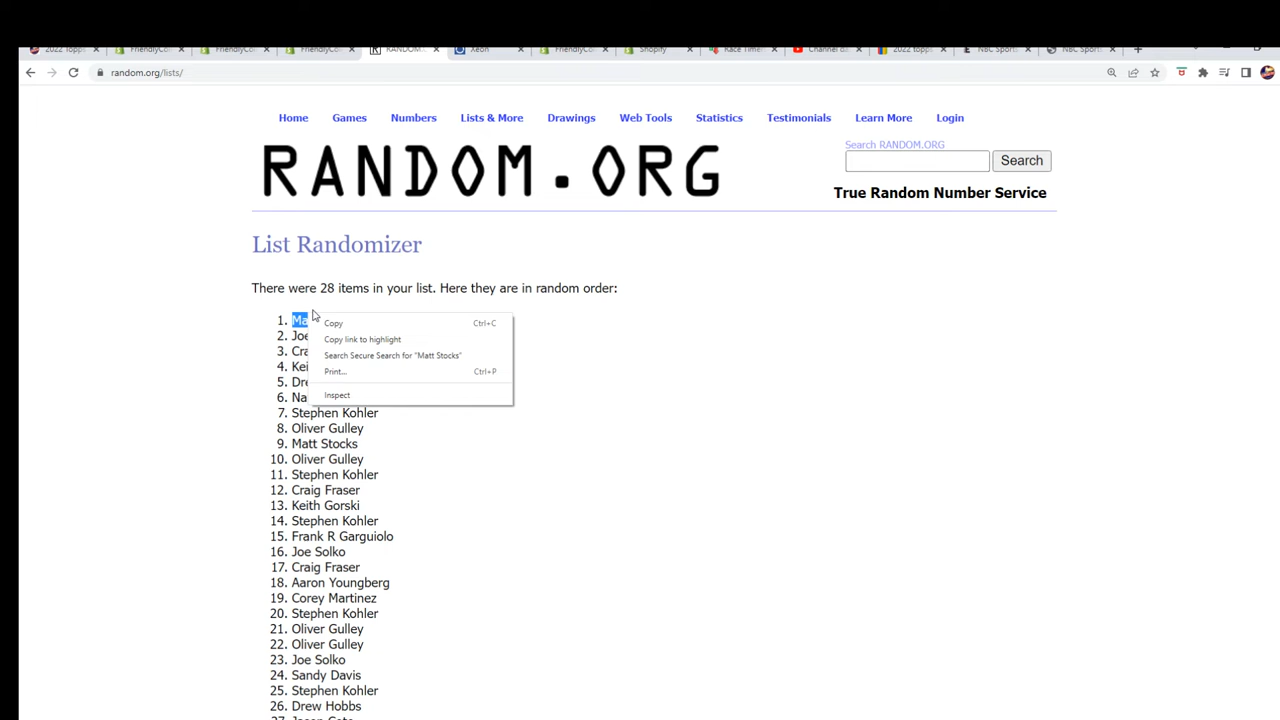 2022 Topps
FriendlyCo
FriendlyCo
FriendlyCo
RANDOM.
Xeon
FriendlyCo
Shopify
Race Time
Channel da
2022 topps
NBC Sports
NBC Sports
random.org/lists/
Home Games Numbers Lists & More Drawings Web Tools Statistics Testimonials Learn More Login
Search RANDOM.ORG
RANDOM.ORG
Search
True Random Number Service
List Randomizer
There were 28 items in your list. Here they are in random order:
1. Ma
2. Joe
3. Cra
4. Kei
5. Dre
6. Na
Copy Ctrl+C
Copy link to highlight
Search Secure Search for "Matt Stocks"
Print... Ctrl+P
Inspect
7. Stephen Kohler
8. Oliver Gulley
9. Matt Stocks
10. Oliver Gulley
11. Stephen Kohler
12. Craig Fraser
13. Keith Gorski
14. Stephen Kohler
15. Frank R Garguiolo
16. Joe Solko
17. Craig Fraser
18. Aaron Youngberg
19. Corey Martinez
20. Stephen Kohler
21. Oliver Gulley
22. Oliver Gulley
23. Joe Solko
24. Sandy Davis
25. Stephen Kohler
26. Drew Hobbs